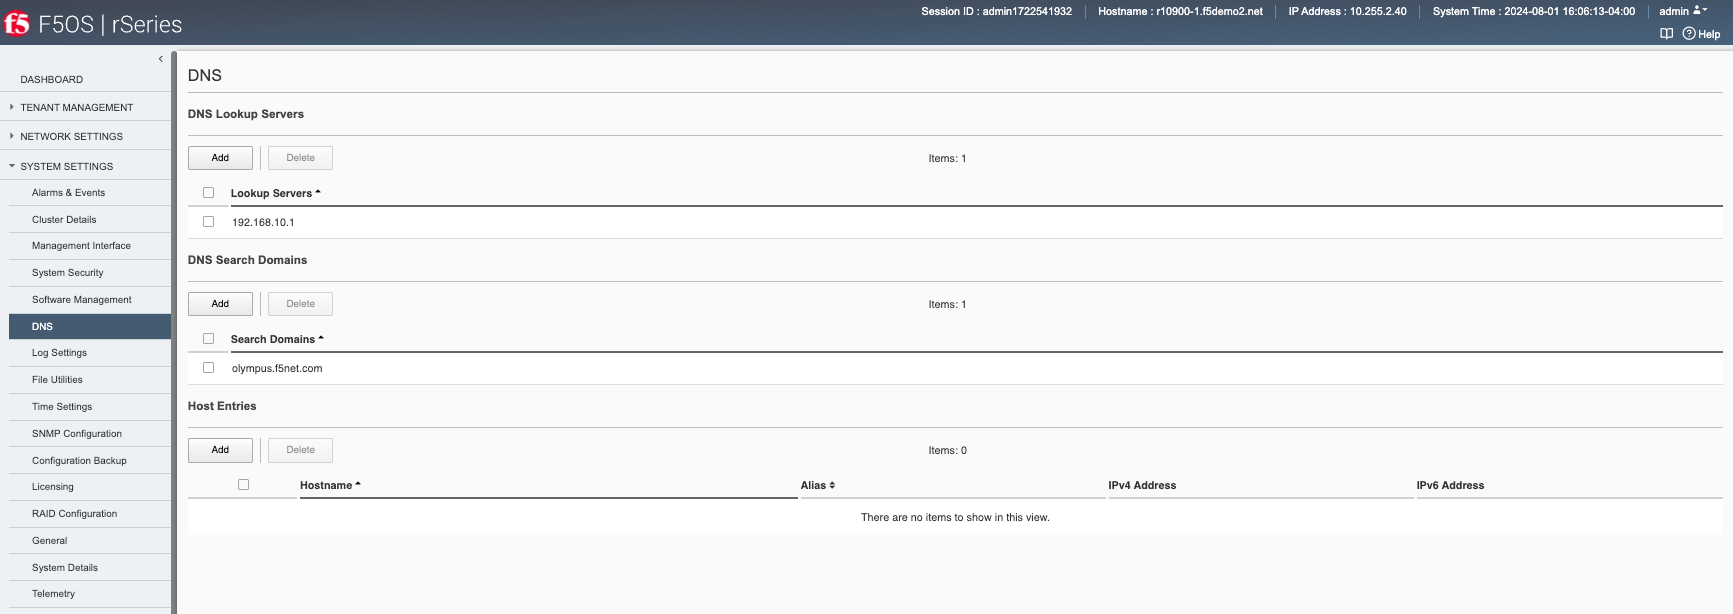 f5 F5OS | rSeries
Session ID : admin1722541932 Hostname : r10900-1.f5demo2.net IP Address : 10.255.2.40 System Time : 2024-08-01 16:06:13-04:00 admin
Help
DASHBOARD
TENANT MANAGEMENT
NETWORK SETTINGS
SYSTEM SETTINGS
Alarms & Events
Cluster Details
Management Interface
System Security
Software Management
DNS
Log Settings
File Utilities
Time Settings
SNMP Configuration
Configuration Backup
Licensing
RAID Configuration
General
System Details
Telemetry
DNS
DNS Lookup Servers
Add Delete Items: 1
Lookup Servers
192.168.10.1
DNS Search Domains
Add Delete Items: 1
Search Domains
olympus.f5net.com
Host Entries
Add Delete Items: 0
Hostname Alias IPv4 Address IPv6 Address
There are no items to show in this view.